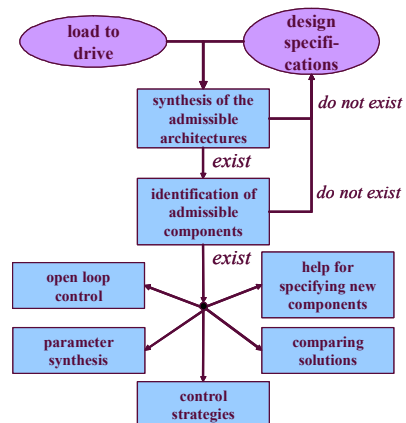 load to
drive
design
specifi-
cations
synthesis of the
admissible
architectures
do not exist
exist
identification of
admissible
components
do not exist
exist
open loop
control
help for
specifying new
components
parameter
synthesis
comparing
solutions
control
strategies